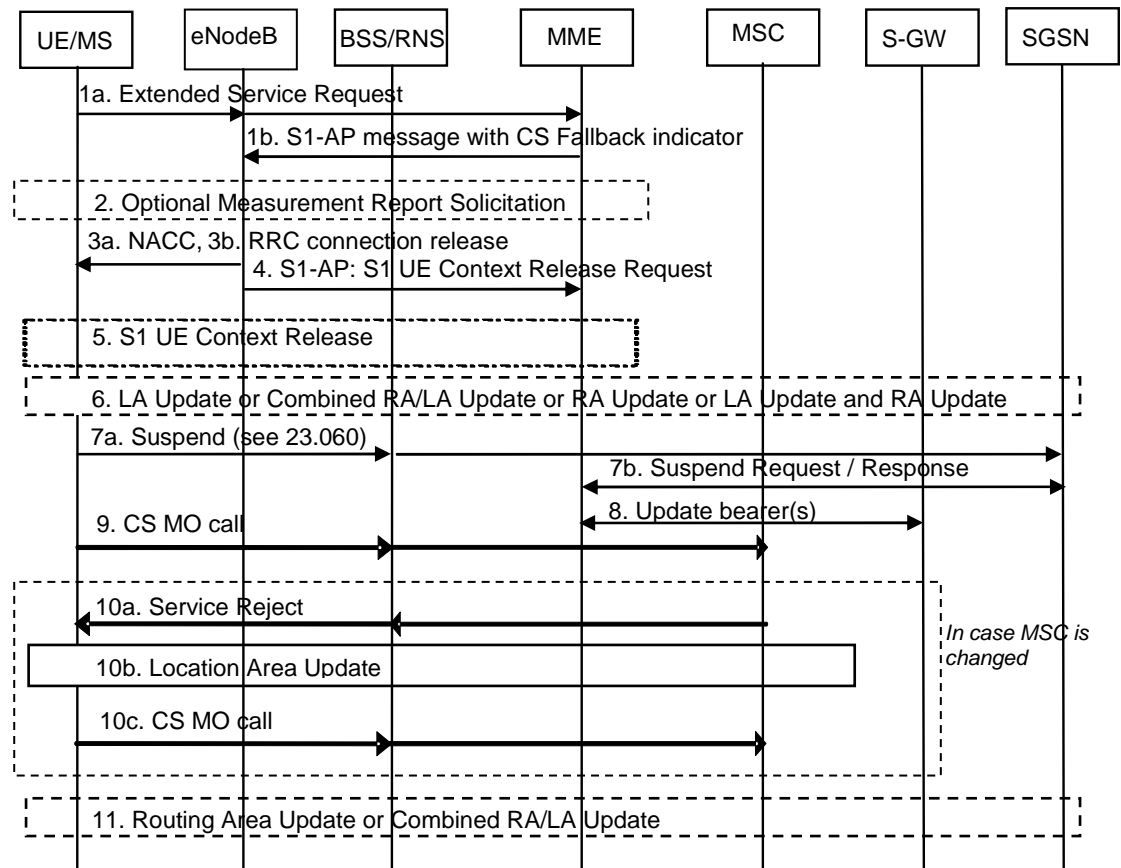 UE/MS
eNodeB
BSS/RNS
MME
MSC
S-GW
SGSN
1a. Extended Service Request
1b. S1-AP message with CS Fallback indicator
2. Optional Measurement Report Solicitation
3a. NACC, 3b. RRC connection release
4. S1-AP: S1 UE Context Release Request
5. S1 UE Context Release
6. LA Update or Combined RA/LA Update or RA Update or LA Update and RA Update
7a. Suspend (see 23.060)
7b. Suspend Request / Response
8. Update bearer(s)
9. CS MO call
10a. Service Reject
In case MSC is
changed
10b. Location Area Update
10c. CS MO call
11. Routing Area Update or Combined RA/LA Update